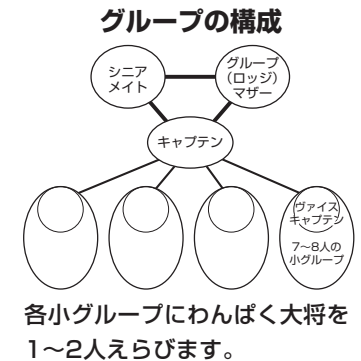 グループの構成
シニア
メイト
グループ
（ロッジ）
マザー
キャプテン
ヴァイス
キャプテン
7〜8人の
小グループ
各小グループにわんぱく大将を
1〜2人えらびます。